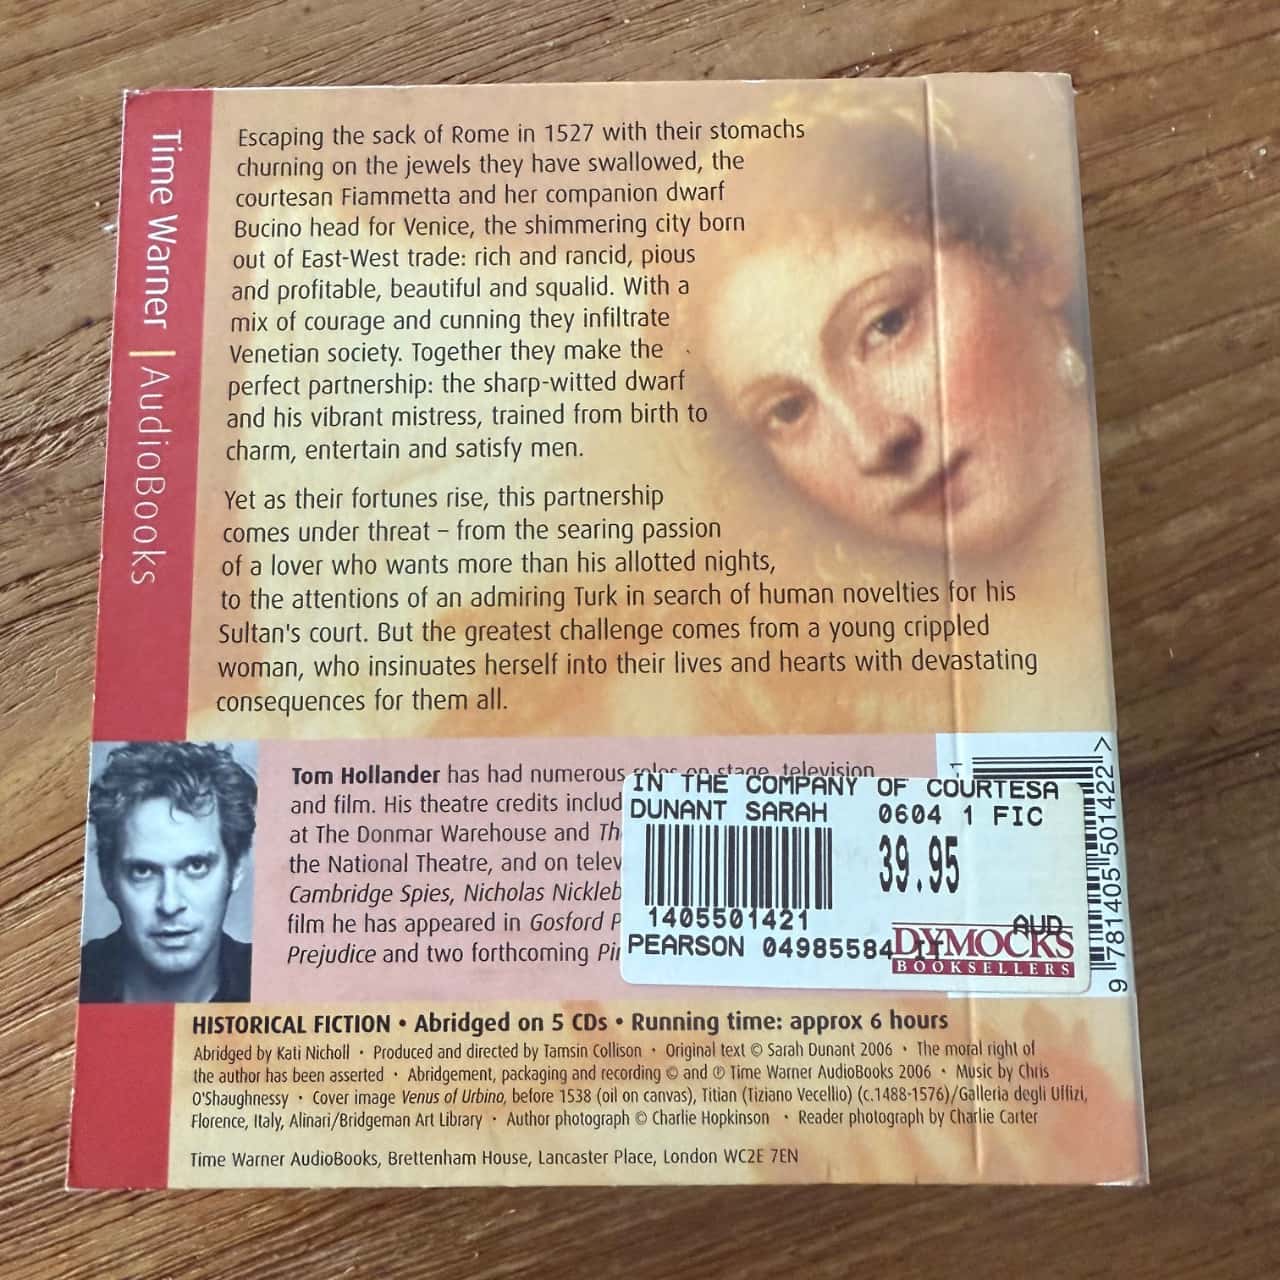 Time Warner | AudioBooks
Escaping the sack of Rome in 1527 with their stomachs
churning on the jewels they have swallowed, the
courtesan Fiammetta and her companion dwarf
Bucino head for Venice, the shimmering city born
out of East-West trade: rich and rancid, pious
and profitable, beautiful and squalid. With a
mix of courage and cunning they infiltrate
Venetian society. Together they make the
perfect partnership: the sharp-witted dwarf
and his vibrant mistress, trained from birth to
charm, entertain and satisfy men.
Yet as their fortunes rise, this partnership
comes under threat – from the searing passion
of a lover who wants more than his allotted nights,
to the attentions of an admiring Turk in search of human novelties for his
Sultan's court. But the greatest challenge comes from a young crippled
woman, who insinuates herself into their lives and hearts with devastating
consequences for them all.
Tom Hollander has had numerous roles on stage, television
and film. His theatre credits includ
at The Donmar Warehouse and Th
the National Theatre, and on telev
Cambridge Spies, Nicholas Nickleb
film he has appeared in Gosford P
Prejudice and two forthcoming Pi
IN THE COMPANY OF COURTESA
DUNANT SARAH 0604 1 FIC
39.95
1405501421
AUD
PEARSON 04985584
DYMOCKS
BOOKSELLERS
9 781405 501422 >
HISTORICAL FICTION • Abridged on 5 CDs • Running time: approx 6 hours
Abridged by Kati Nicholl • Produced and directed by Tamsin Collison • Original text © Sarah Dunant 2006 • The moral right of
the author has been asserted • Abridgement, packaging and recording © and ℗ Time Warner AudioBooks 2006 • Music by Chris
O'Shaughnessy • Cover image Venus of Urbino, before 1538 (oil on canvas), Titian (Tiziano Vecellio) (c.1488-1576)/Galleria degli Uffizi,
Florence, Italy, Alinari/Bridgeman Art Library • Author photograph © Charlie Hopkinson • Reader photograph by Charlie Carter
Time Warner AudioBooks, Brettenham House, Lancaster Place, London WC2E 7EN